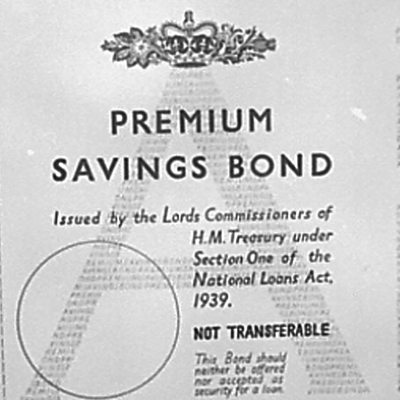 PREMIUM
SAVINGS BOND
Issued by the Lords Commissioners of
H.M. Treasury under
Section One of the
National Loans Act,
1939.
NOT TRANSFERABLE
This Bond should
neither be offered
nor accepted as
security for a loan.